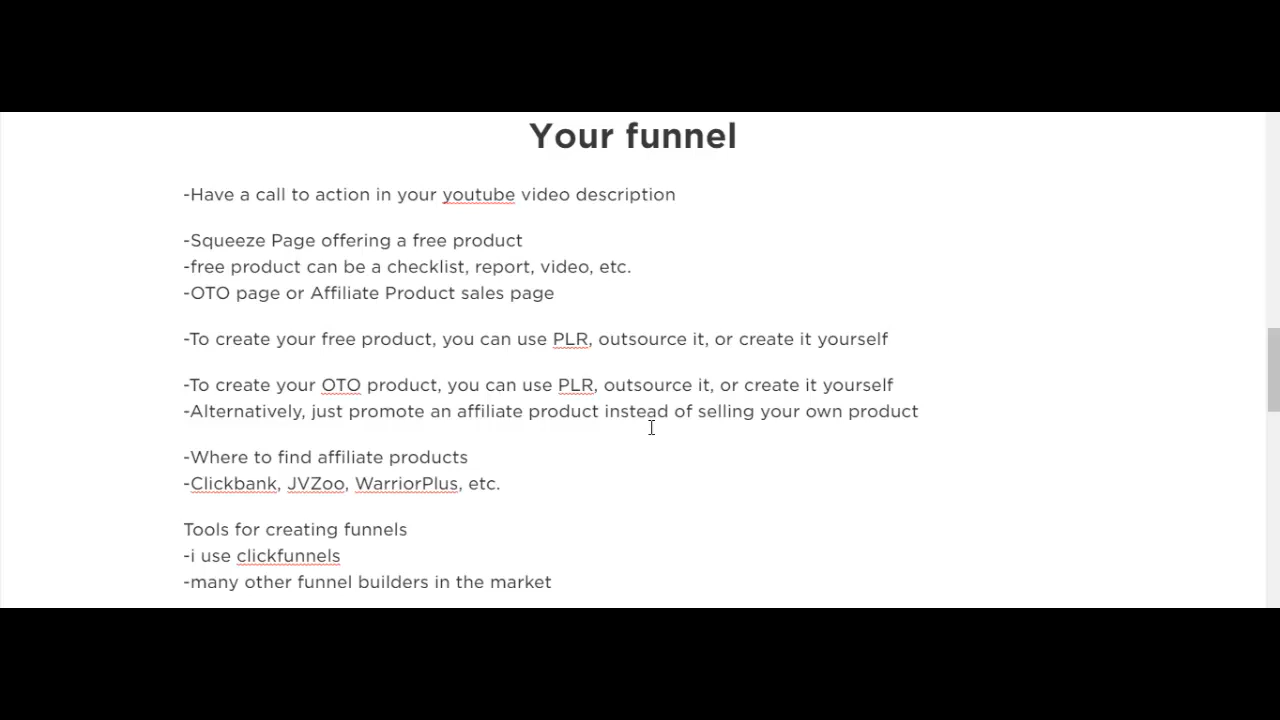 Your funnel
-Have a call to action in your youtube video description
-Squeeze Page offering a free product
-free product can be a checklist, report, video, etc.
-OTO page or Affiliate Product sales page
-To create your free product, you can use PLR, outsource it, or create it yourself
-To create your OTO product, you can use PLR, outsource it, or create it yourself
-Alternatively, just promote an affiliate product instead of selling your own product
-Where to find affiliate products
-Clickbank, JVZoo, WarriorPlus, etc.
Tools for creating funnels
-i use clickfunnels
-many other funnel builders in the market